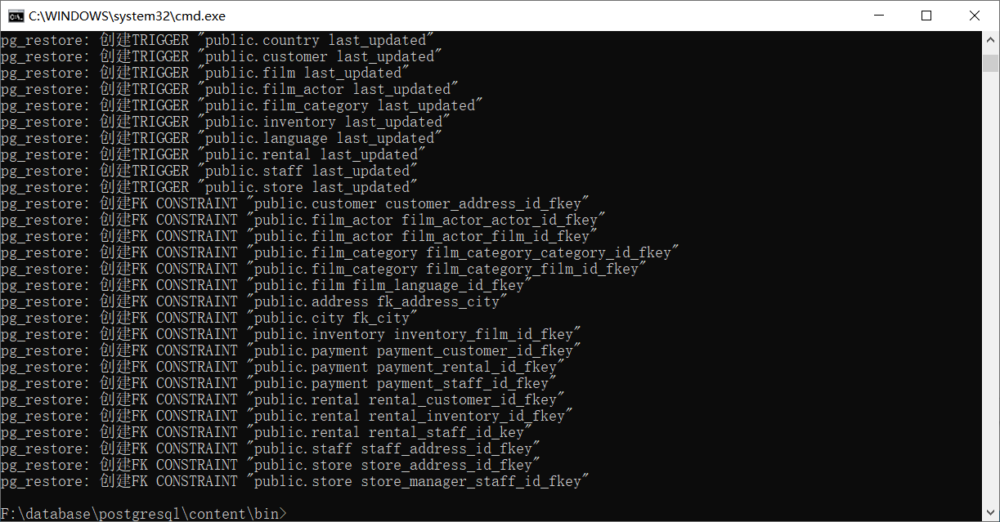 C:\WINDOWS\system32\cmd.exe
pg_restore: 创建TRIGGER "public.country last_updated"
pg_restore: 创建TRIGGER "public.customer last_updated"
pg_restore: 创建TRIGGER "public.film last_updated"
pg_restore: 创建TRIGGER "public.film_actor last_updated"
pg_restore: 创建TRIGGER "public.film_category last_updated"
pg_restore: 创建TRIGGER "public.inventory last_updated"
pg_restore: 创建TRIGGER "public.language last_updated"
pg_restore: 创建TRIGGER "public.rental last_updated"
pg_restore: 创建TRIGGER "public.staff last_updated"
pg_restore: 创建TRIGGER "public.store last_updated"
pg_restore: 创建FK CONSTRAINT "public.customer customer_address_id_fkey"
pg_restore: 创建FK CONSTRAINT "public.film_actor film_actor_actor_id_fkey"
pg_restore: 创建FK CONSTRAINT "public.film_actor film_actor_film_id_fkey"
pg_restore: 创建FK CONSTRAINT "public.film_category film_category_category_id_fkey"
pg_restore: 创建FK CONSTRAINT "public.film_category film_category_film_id_fkey"
pg_restore: 创建FK CONSTRAINT "public.film film_language_id_fkey"
pg_restore: 创建FK CONSTRAINT "public.address fk_address_city"
pg_restore: 创建FK CONSTRAINT "public.city fk_city"
pg_restore: 创建FK CONSTRAINT "public.inventory inventory_film_id_fkey"
pg_restore: 创建FK CONSTRAINT "public.payment payment_customer_id_fkey"
pg_restore: 创建FK CONSTRAINT "public.payment payment_rental_id_fkey"
pg_restore: 创建FK CONSTRAINT "public.payment payment_staff_id_fkey"
pg_restore: 创建FK CONSTRAINT "public.rental rental_customer_id_fkey"
pg_restore: 创建FK CONSTRAINT "public.rental rental_inventory_id_fkey"
pg_restore: 创建FK CONSTRAINT "public.rental rental_staff_id_key"
pg_restore: 创建FK CONSTRAINT "public.staff staff_address_id_fkey"
pg_restore: 创建FK CONSTRAINT "public.store store_address_id_fkey"
pg_restore: 创建FK CONSTRAINT "public.store store_manager_staff_id_fkey"
F:\database\postgresql\content\bin>